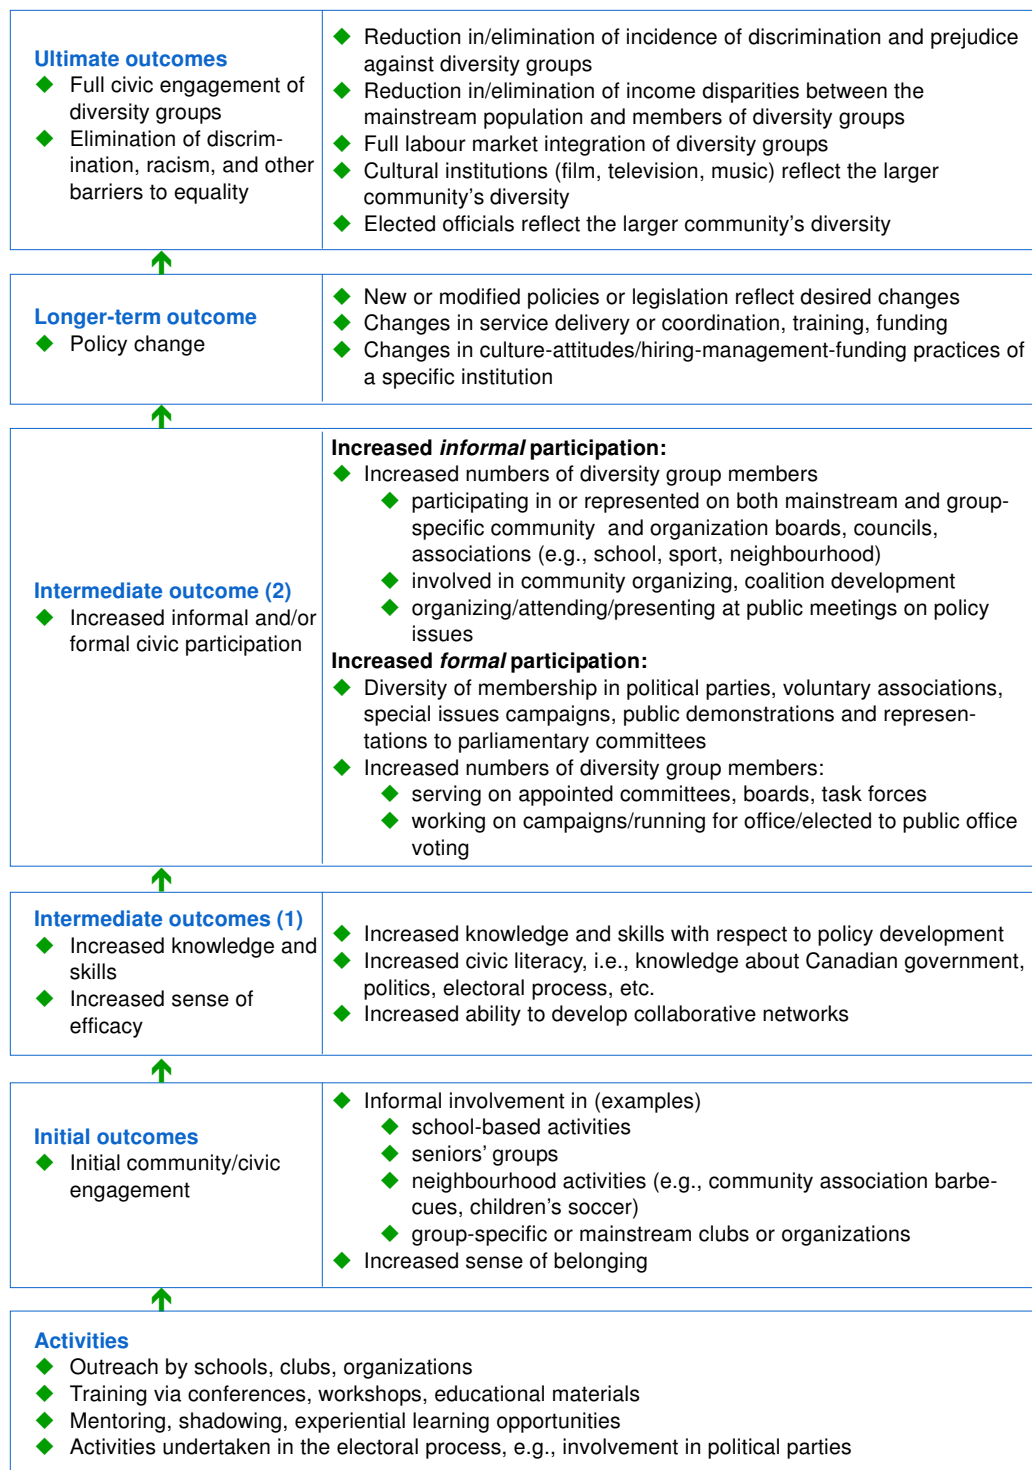 Ultimate outcomes
◆ Full civic engagement of
diversity groups
◆ Elimination of discrim-
ination, racism, and other
barriers to equality
◆ Reduction in/elimination of incidence of discrimination and prejudice
against diversity groups
◆ Reduction in/elimination of income disparities between the
mainstream population and members of diversity groups
◆ Full labour market integration of diversity groups
◆ Cultural institutions (film, television, music) reflect the larger
community's diversity
◆ Elected officials reflect the larger community's diversity
Longer-term outcome
◆ Policy change
◆ New or modified policies or legislation reflect desired changes
◆ Changes in service delivery or coordination, training, funding
◆ Changes in culture-attitudes/hiring-management-funding practices of
a specific institution
Intermediate outcome (2)
◆ Increased informal and/or
formal civic participation
Increased informal participation:
◆ Increased numbers of diversity group members
◆ participating in or represented on both mainstream and group-
specific community and organization boards, councils,
associations (e.g., school, sport, neighbourhood)
◆ involved in community organizing, coalition development
◆ organizing/attending/presenting at public meetings on policy
issues
Increased formal participation:
◆ Diversity of membership in political parties, voluntary associations,
special issues campaigns, public demonstrations and represen-
tations to parliamentary committees
◆ Increased numbers of diversity group members:
◆ serving on appointed committees, boards, task forces
◆ working on campaigns/running for office/elected to public office
voting
Intermediate outcomes (1)
◆ Increased knowledge and
skills
◆ Increased sense of
efficacy
◆ Increased knowledge and skills with respect to policy development
◆ Increased civic literacy, i.e., knowledge about Canadian government,
politics, electoral process, etc.
◆ Increased ability to develop collaborative networks
Initial outcomes
◆ Initial community/civic
engagement
◆ Informal involvement in (examples)
◆ school-based activities
◆ seniors' groups
◆ neighbourhood activities (e.g., community association barbe-
cues, children's soccer)
◆ group-specific or mainstream clubs or organizations
◆ Increased sense of belonging
Activities
◆ Outreach by schools, clubs, organizations
◆ Training via conferences, workshops, educational materials
◆ Mentoring, shadowing, experiential learning opportunities
◆ Activities undertaken in the electoral process, e.g., involvement in political parties